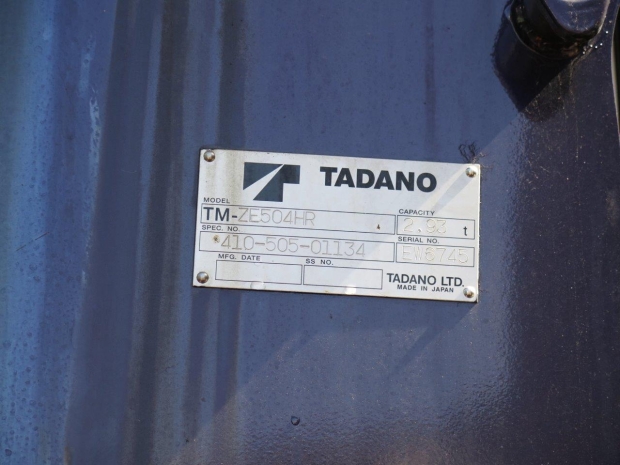 TADANO
MODEL
TM-ZE504HR
CAPACITY
2.93 t
SPEC. NO.
*410-505-01134
SERIAL NO.
EW6745
MFG. DATE
SS NO.
TADANO LTD.
MADE IN JAPAN